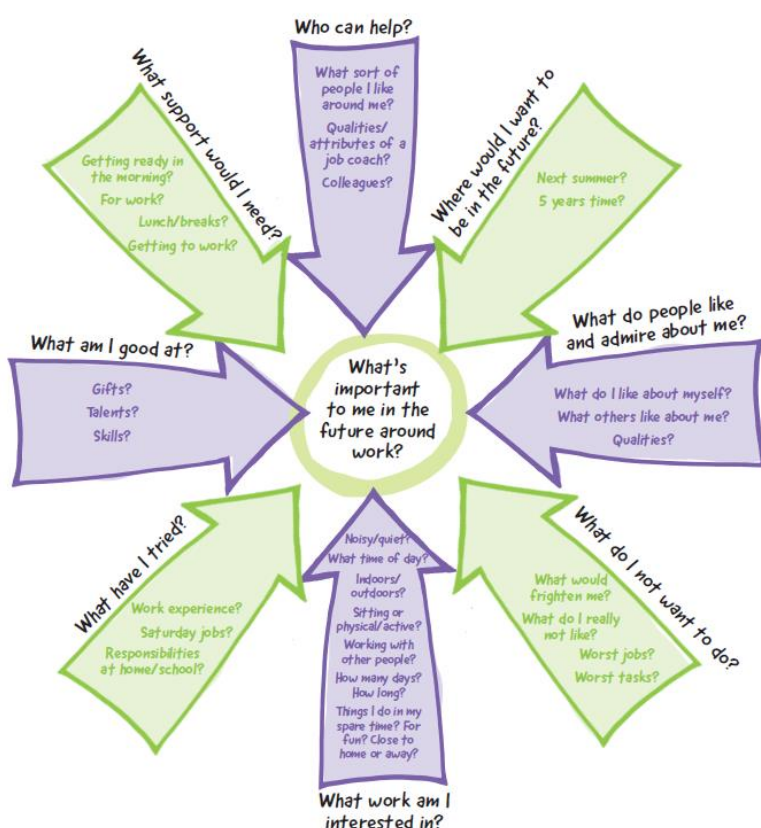 Who can help?
What sort of
people I like
around me?
Qualities/
attributes of a
job coach?
Colleagues?
Where would I want to
be in the future?
Next summer?
5 years time?
What do people like
and admire about me?
What do I like about myself?
What others like about me?
Qualities?
What do I not want to do?
What would
frighten me?
What do I really
not like?
Worst jobs?
Worst tasks?
What work am I
interested in?
Noisy/quiet?
What time of day?
Indoors/
outdoors?
Sitting or
physical/active?
Working with
other people?
How many days?
How long?
Things I do in my
spare time? For
fun? Close to
home or away?
What have I tried?
Work experience?
Saturday jobs?
Responsibilities
at home/school?
What am I good at?
Gifts?
Talents?
Skills?
What support would I need?
Getting ready in
the morning?
For work?
Lunch/breaks?
Getting to work?
What's
important
to me in the
future around
work?